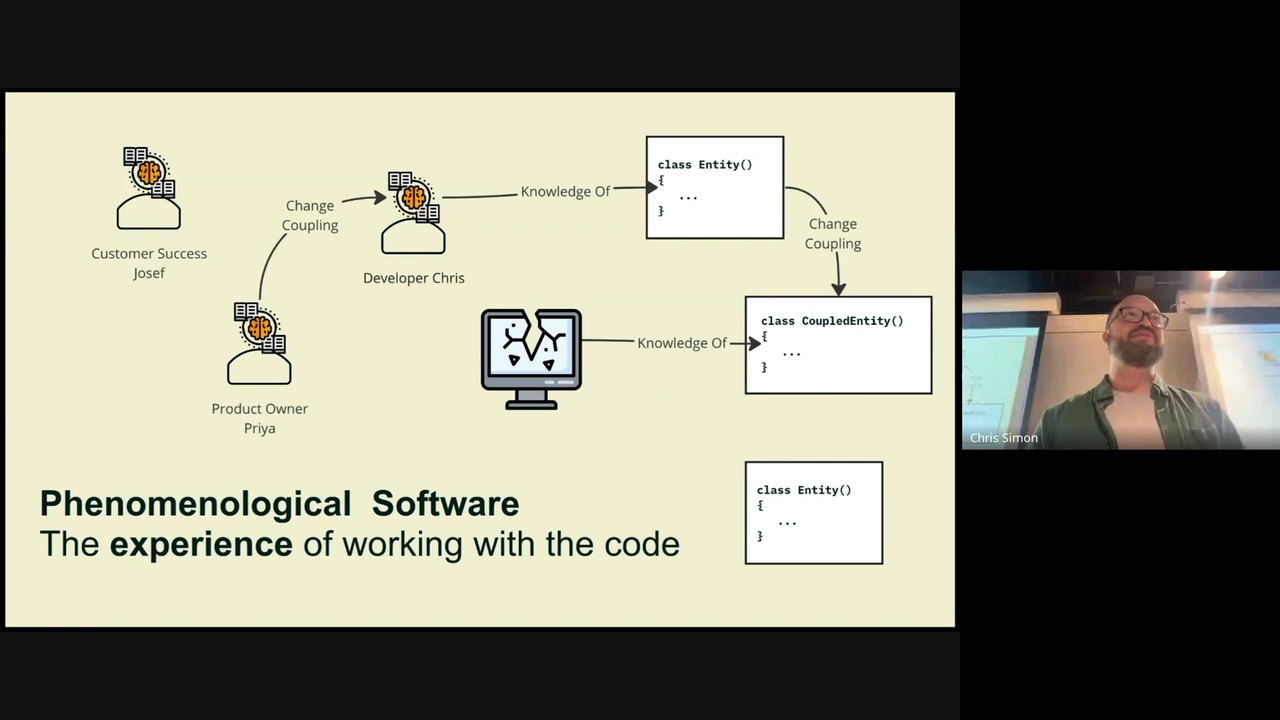 Customer Success
Josef
Change
Coupling
Developer Chris
Product Owner
Priya
Knowledge Of
class Entity()
{
...
}
Change
Coupling
Knowledge Of
class CoupledEntity()
{
...
}
class Entity()
{
...
}
Phenomenological Software
The experience of working with the code
Chris Simon